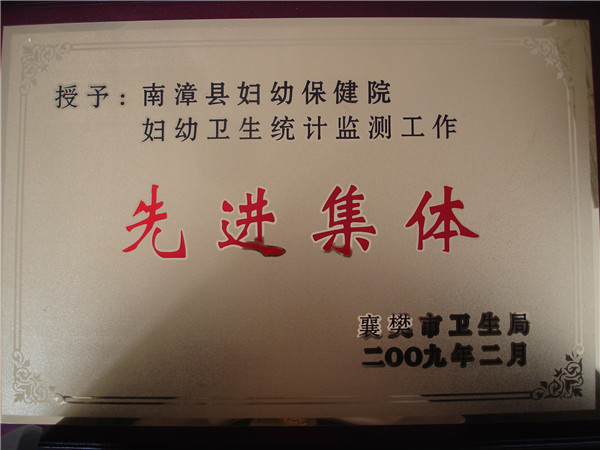 授予：南漳县妇幼保健院
妇幼卫生统计监测工作
先进集体
襄樊市卫生局
二〇〇九年二月